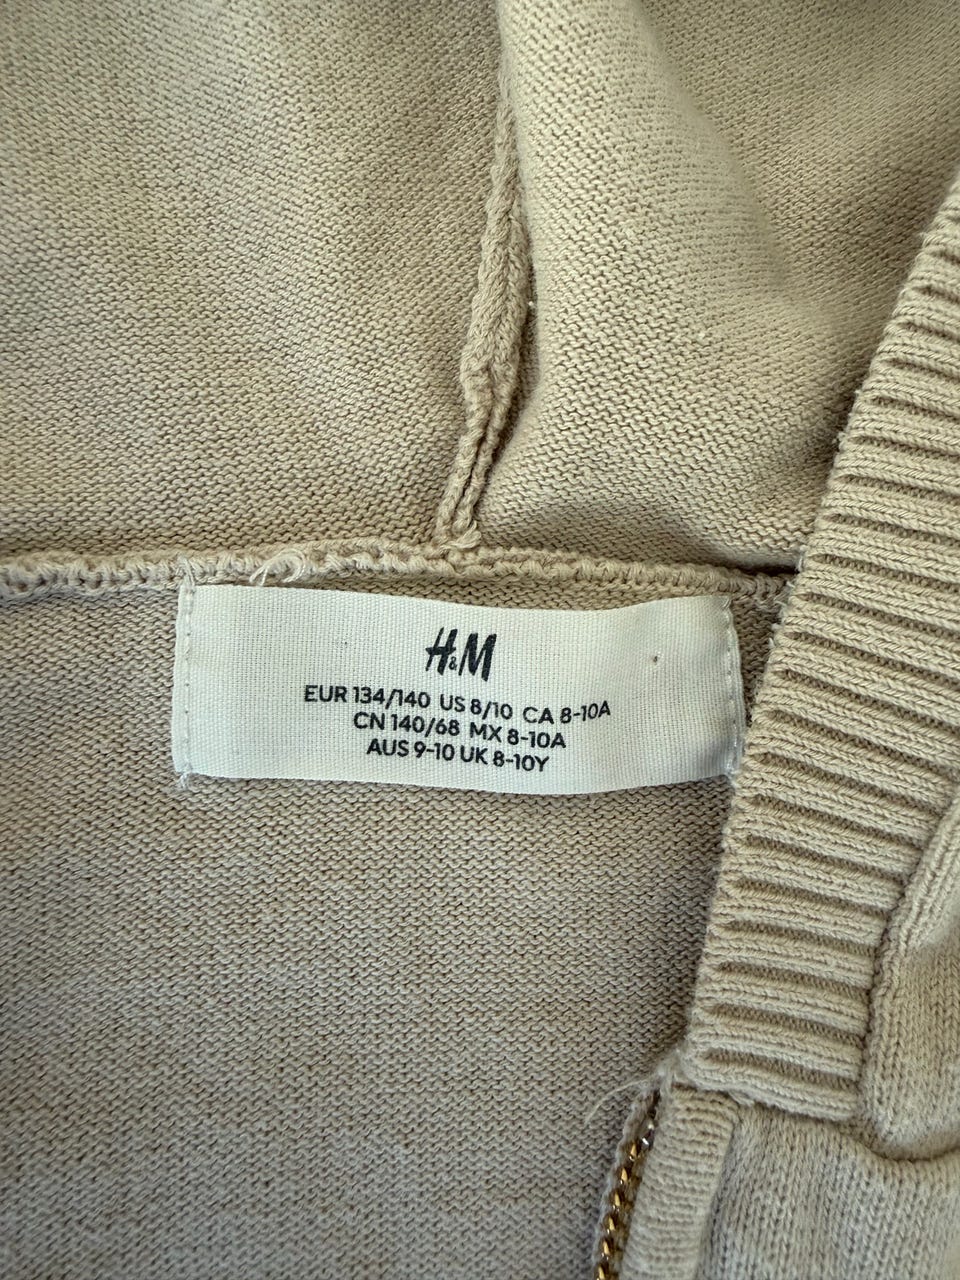 H&M
EUR 134/140 US 8/10 CA 8-10A
CN 140/68 MX 8-10A
AUS 9-10 UK 8-10Y